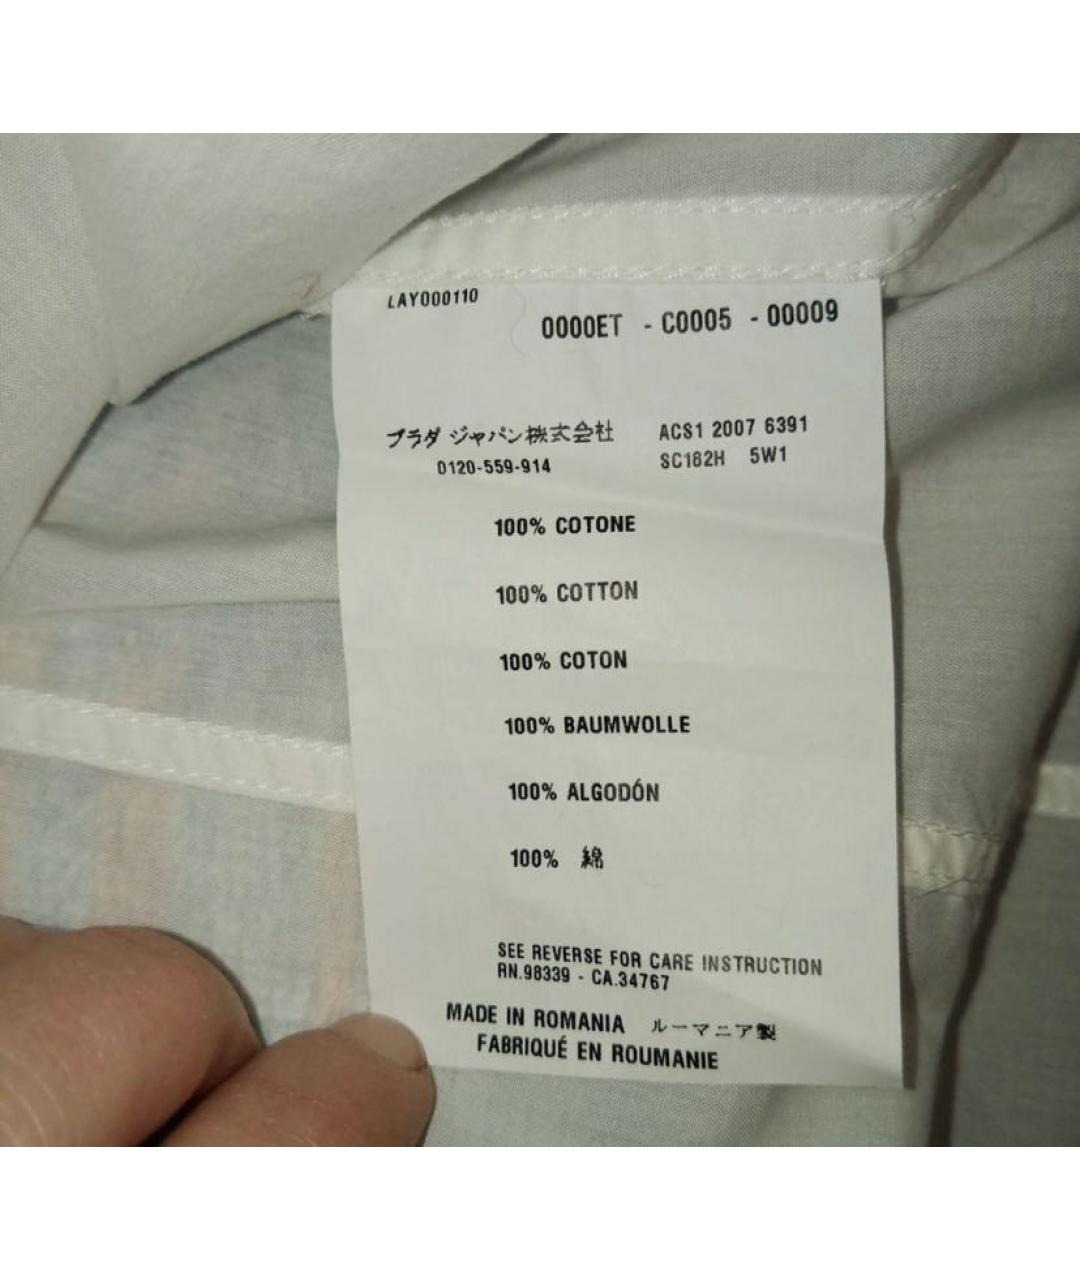 LAY000110
0000ET - C0005 - 00009
プラダ ジャパン株式会社 ACS1 2007 6391
0120-559-914 SC182H 5W1
100% COTONE
100% COTTON
100% COTON
100% BAUMWOLLE
100% ALGODÓN
100% 綿
SEE REVERSE FOR CARE INSTRUCTION
RN.98339 - CA.34767
MADE IN ROMANIA ルーマニア製
FABRIQUÉ EN ROUMANIE